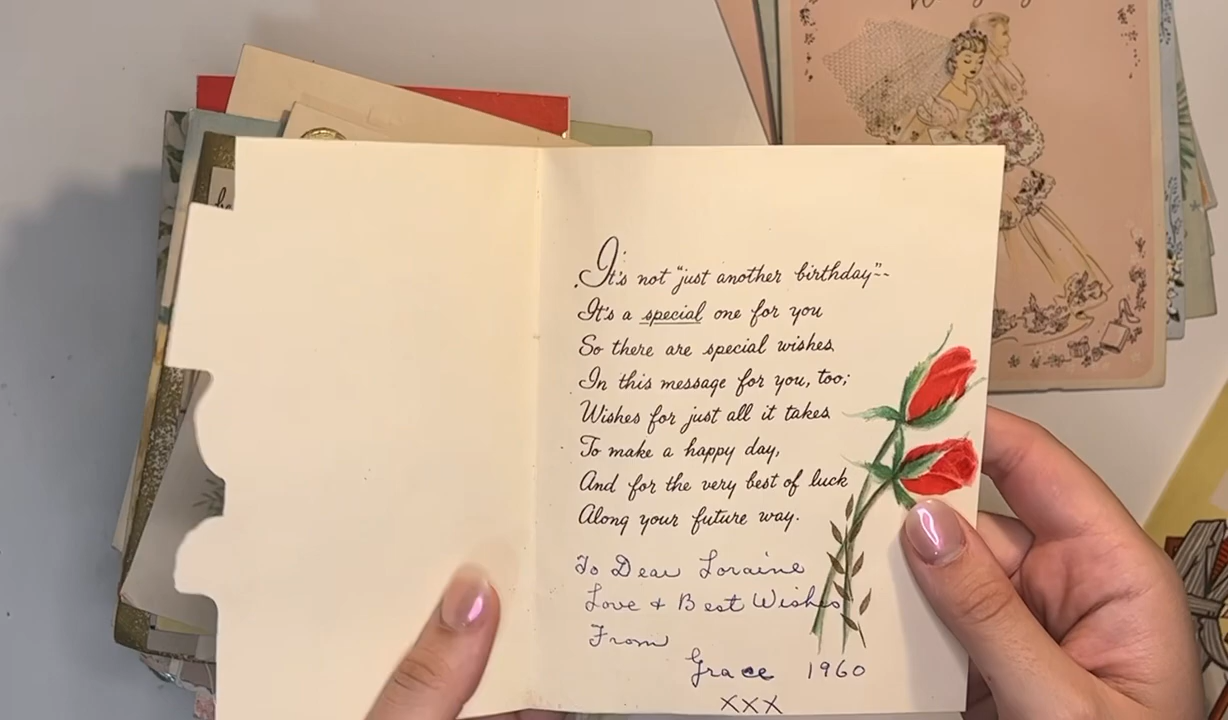 It's not "just another birthday"--
It's a special one for you
So there are special wishes
In this message for you, too;
Wishes for just all it takes
To make a happy day,
And for the very best of luck
Along your future way.
To Dear Loraine
Love + Best Wishes
From
Grace 1960
XXX